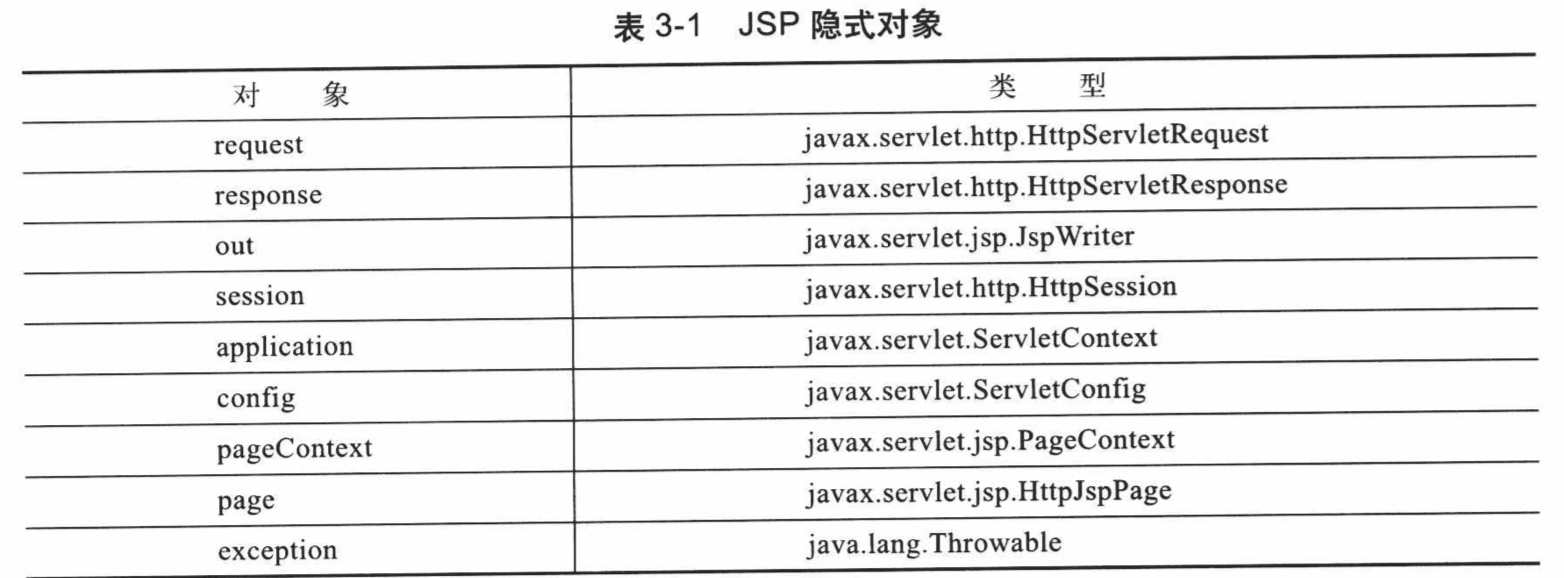 表 3-1 JSP 隐式对象
对 象 类 型
request javax.servlet.http.HttpServletRequest
response javax.servlet.http.HttpServletResponse
out javax.servlet.jsp.JspWriter
session javax.servlet.http.HttpSession
application javax.servlet.ServletContext
config javax.servlet.ServletConfig
pageContext javax.servlet.jsp.PageContext
page javax.servlet.jsp.HttpJspPage
exception java.lang.Throwable